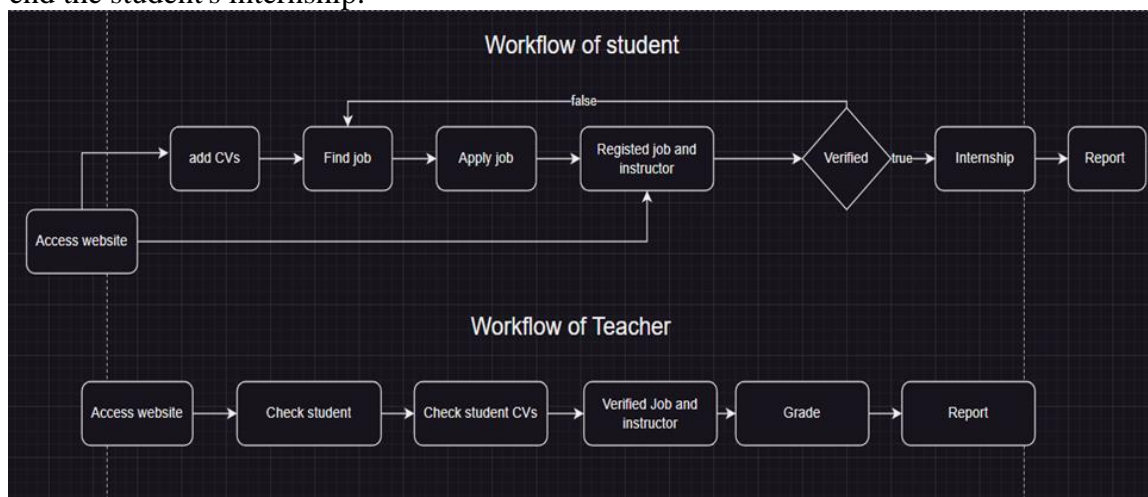 end the student's internship.
Workflow of student
false
add CVs
Find job
Apply job
Registed job and
instructor
Verified
true
Internship
Report
Access website
Workflow of Teacher
Access website
Check student
Check student CVs
Verified Job and
instructor
Grade
Report